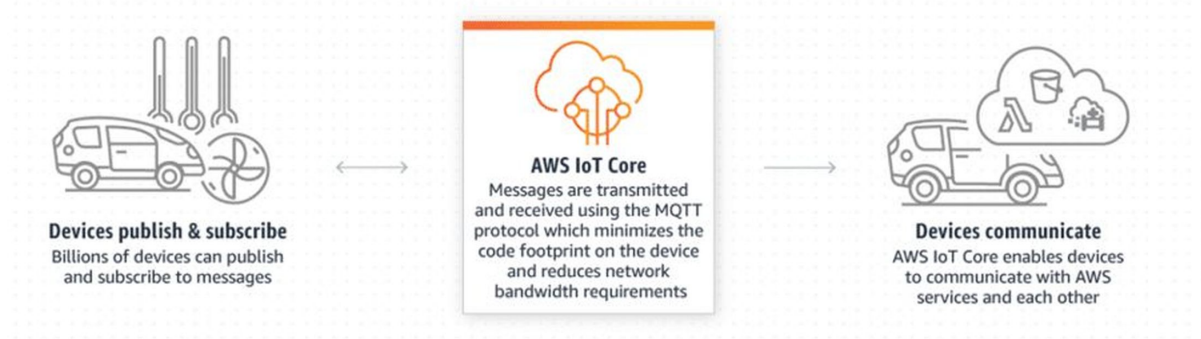 Devices publish & subscribe
Billions of devices can publish
and subscribe to messages
AWS IoT Core
Messages are transmitted
and received using the MQTT
protocol which minimizes the
code footprint on the device
and reduces network
bandwidth requirements
Devices communicate
AWS IoT Core enables devices
to communicate with AWS
services and each other